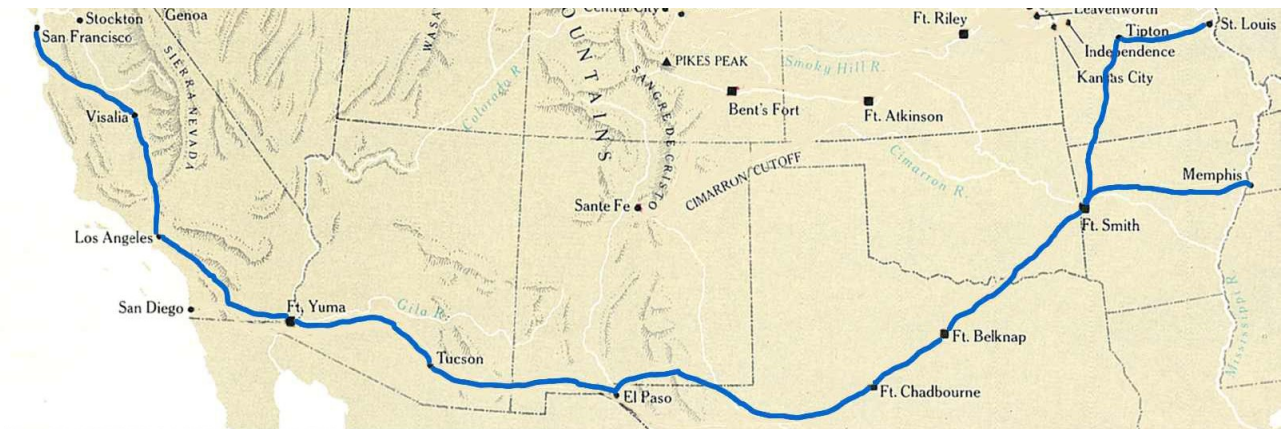 Stockton
Genoa
San Francisco
SIERRA NEVADA
WASA
Colorado R.
OUNTAINS
Central City
PIKES PEAK
SANGRE DE CRISTO
Bent's Fort
Smoky Hill R.
Ft. Riley
Ft. Atkinson
Leavenworth
Independence
Kansas City
Tipton
St. Louis
Visalia
Los Angeles
San Diego
Ft. Yuma
Gila R.
Tucson
Sante Fe
CIMARRON CUTOFF
Cimarron R.
Memphis
Ft. Smith
Ft. Belknap
Ft. Chadbourne
El Paso
Mississippi R.